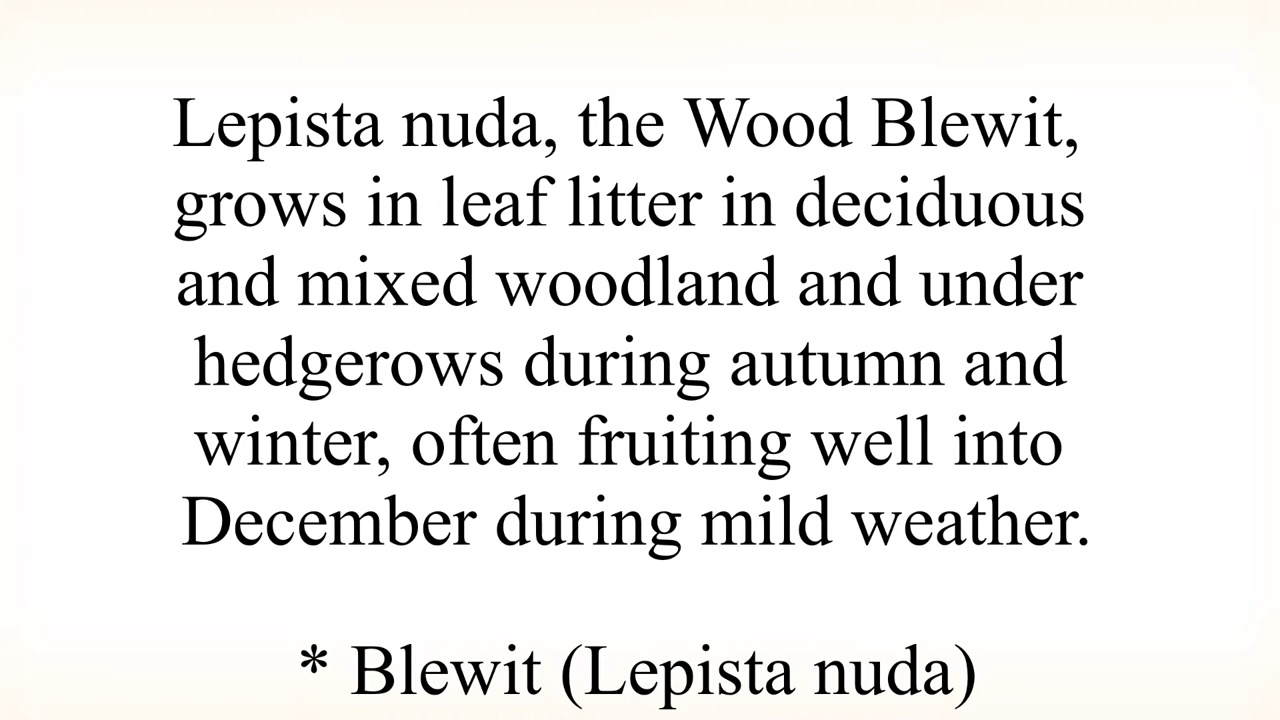 Lepista nuda, the Wood Blewit,
grows in leaf litter in deciduous
and mixed woodland and under
hedgerows during autumn and
winter, often fruiting well into
December during mild weather.
* Blewit (Lepista nuda)